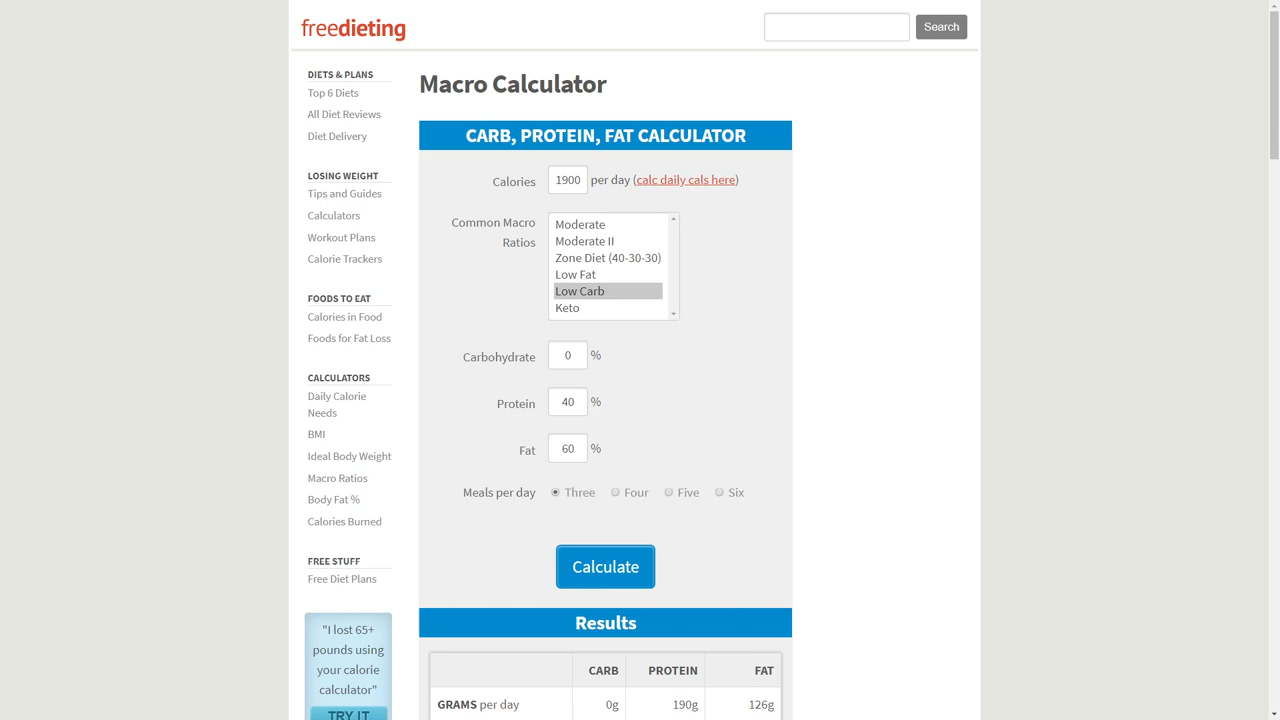 freedieting
Search
DIETS & PLANS
Top 6 Diets
All Diet Reviews
Diet Delivery
LOSING WEIGHT
Tips and Guides
Calculators
Workout Plans
Calorie Trackers
FOODS TO EAT
Calories in Food
Foods for Fat Loss
CALCULATORS
Daily Calorie
Needs
BMI
Ideal Body Weight
Macro Ratios
Body Fat %
Calories Burned
FREE STUFF
Free Diet Plans
"I lost 65+
pounds using
your calorie
calculator"
TRY IT
Macro Calculator
CARB, PROTEIN, FAT CALCULATOR
Calories 1900 per day (calc daily cals here)
Common Macro
Ratios
Moderate
Moderate II
Zone Diet (40-30-30)
Low Fat
Low Carb
Keto
Carbohydrate 0 %
Protein 40 %
Fat 60 %
Meals per day Three Four Five Six
Calculate
Results
CARB PROTEIN FAT
GRAMS per day 0g 190g 126g